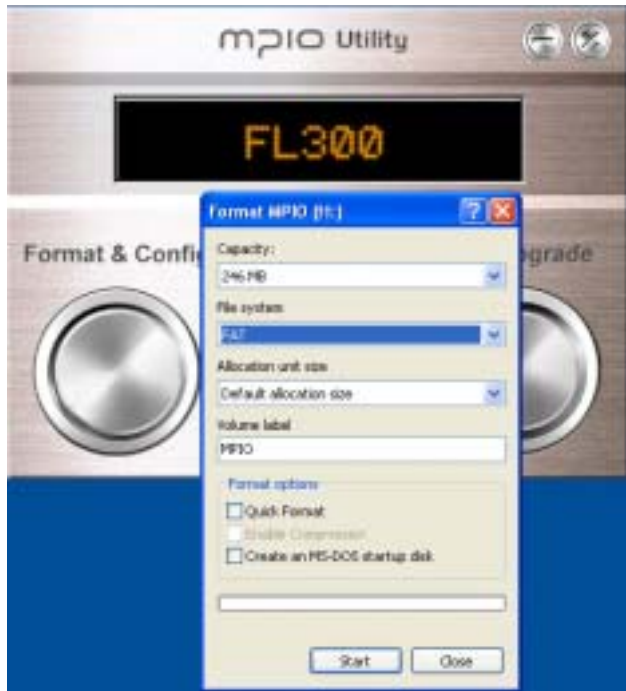 mpio Utility
FL300
Format MPIO (H:)
Format & Confi
grade
Capacity:
246 MB
File system
FAT
Allocation unit size
Default allocation size
Volume label
MPIO
Format options
Quick Format
Enable Compression
Create an MS-DOS startup disk
Start
Close